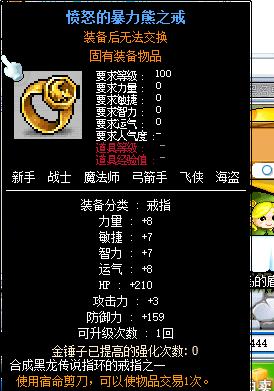 愤怒的暴力熊之戒
装备后无法交换
固有装备物品
要求等级 : 100
要求力量 : 0
要求敏捷 : 0
要求智力 : 0
要求运气 : 0
要求人气度 : -
道具等级 : -
道具经验值 : -
新手 战士 魔法师 弓箭手 飞侠 海盗
装备分类 : 戒指
力量 : +8
敏捷 : +7
智力 : +7
运气 : +8
HP : +210
攻击力 : +3
防御力 : +159
可升级次数 : 1回
金锤子已提高的强化次数: 0
合成黑龙传说指环的戒指之一
使用宿命剪刀，可以使物品交易1次。
444